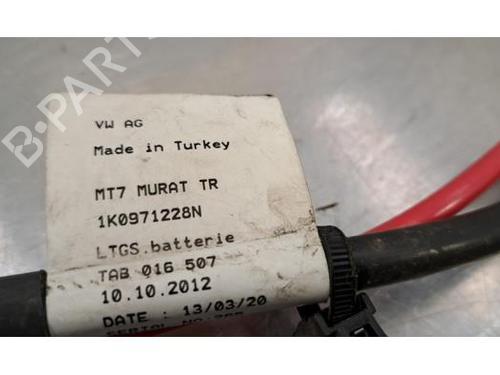 VW AG
Made in Turkey
MT7 MURAT TR
1K0971228N
LTGS.batterie
TAB 016 507
10.10.2012
DATE : 13/03/20
B-PARTS